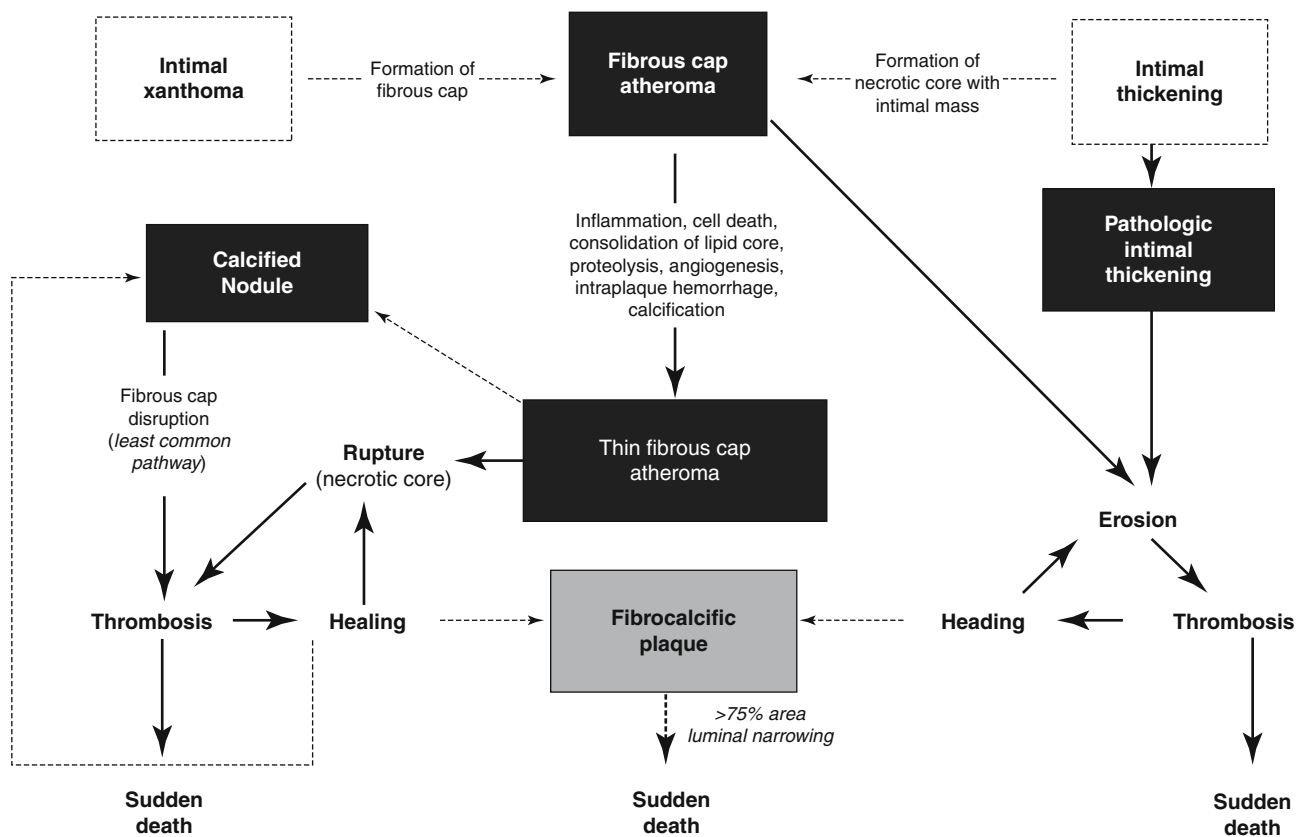 Intimal
xanthoma
Formation of
fibrous cap
Fibrous cap
atheroma
Formation of
necrotic core with
intimal mass
Intimal
thickening
Inflammation, cell death,
consolidation of lipid core,
proteolysis, angiogenesis,
intraplaque hemorrhage,
calcification
Pathologic
intimal
thickening
Calcified
Nodule
Fibrous cap
disruption
(least common
pathway)
Rupture
(necrotic core)
Thin fibrous cap
atheroma
Erosion
Thrombosis
Healing
Fibrocalcific
plaque
Heading
Thrombosis
>75% area
luminal narrowing
Sudden
death
Sudden
death
Sudden
death